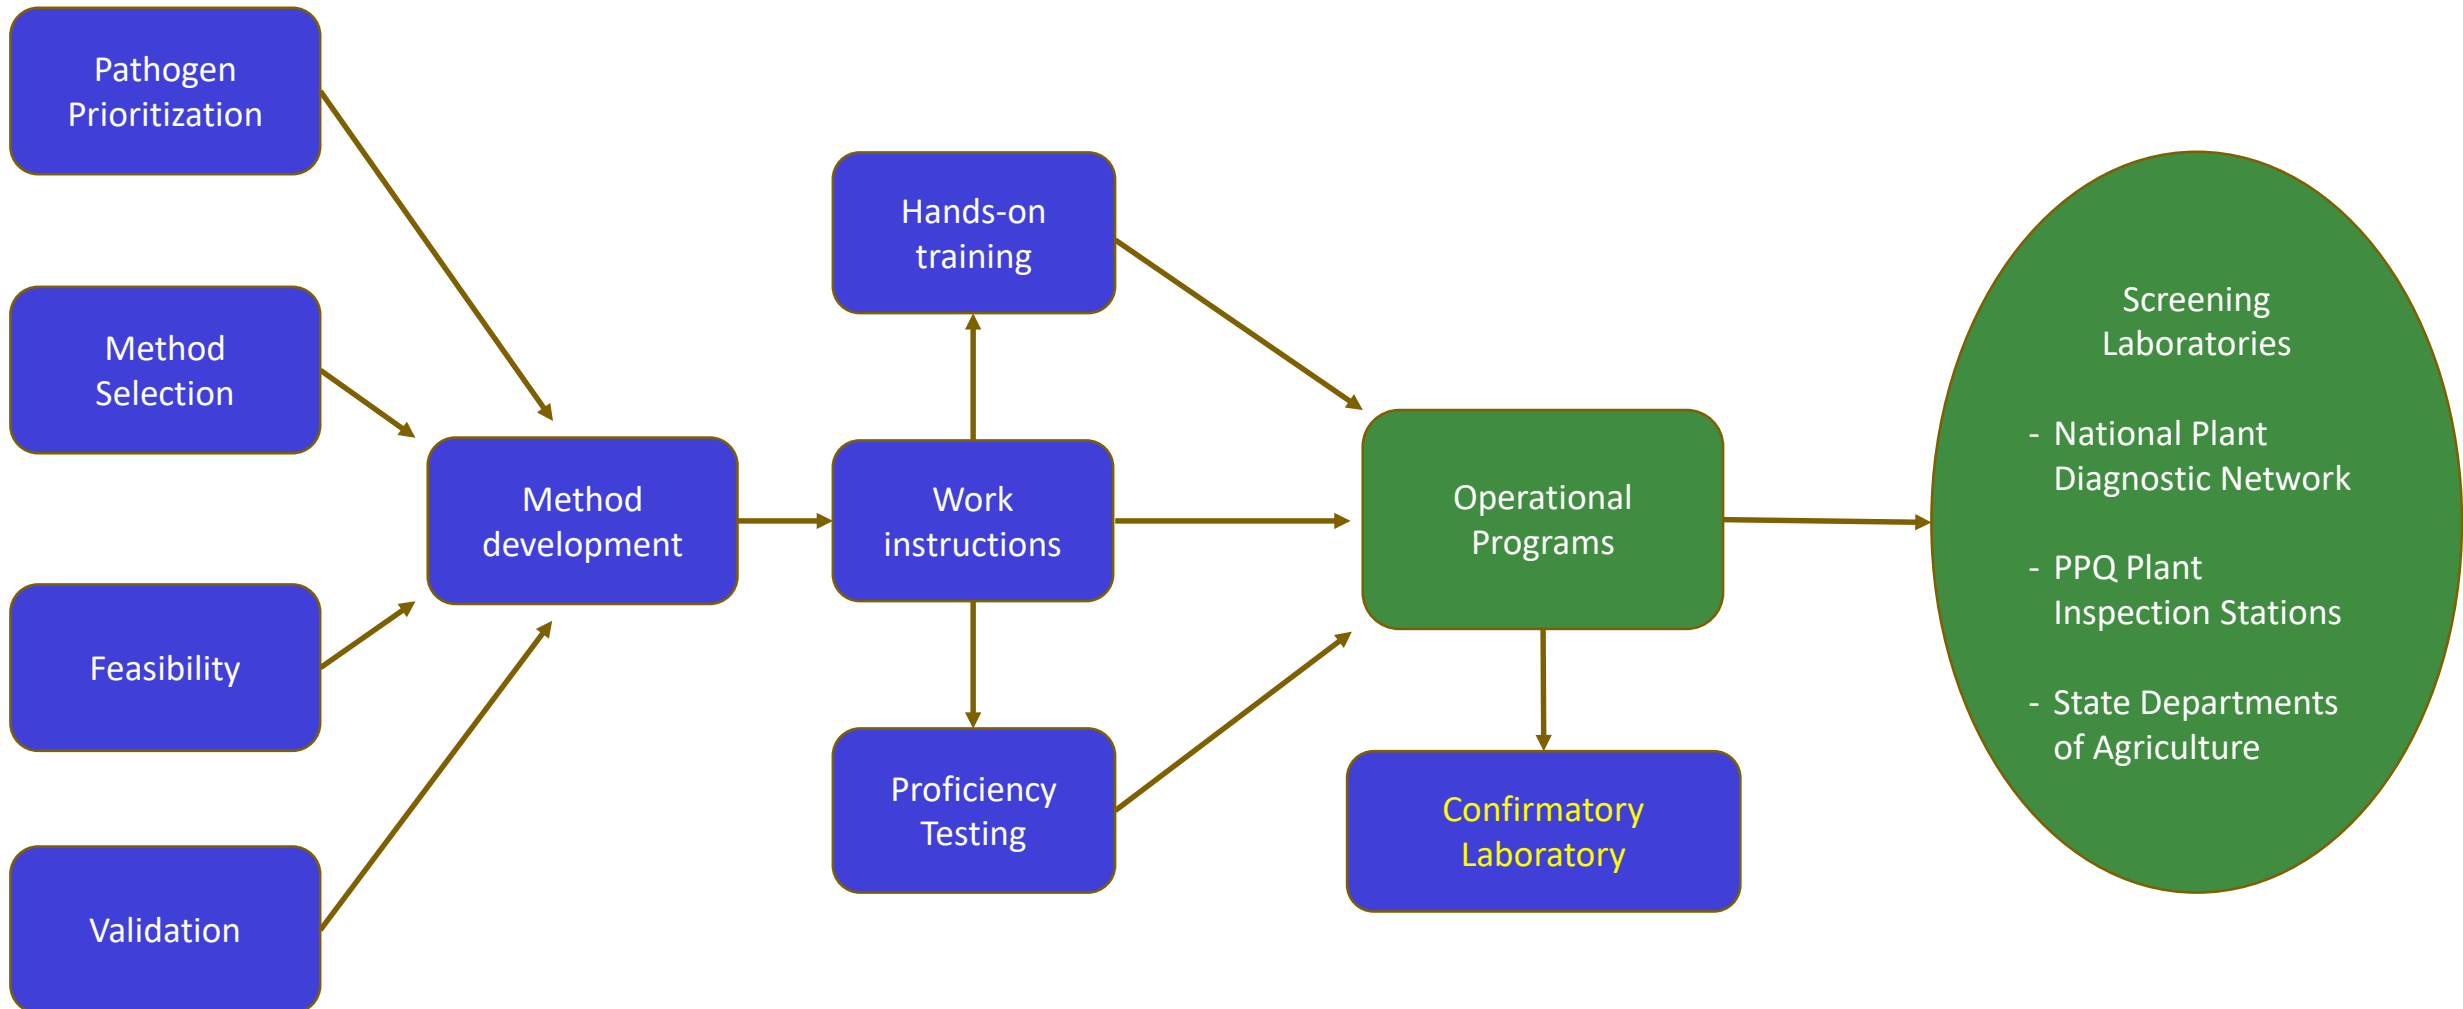 Pathogen
Prioritization
Method
Selection
Feasibility
Validation
Method
development
Hands-on
training
Work
instructions
Proficiency
Testing
Operational
Programs
Confirmatory
Laboratory
Screening
Laboratories
- National Plant
Diagnostic Network
- PPQ Plant
Inspection Stations
- State Departments
of Agriculture